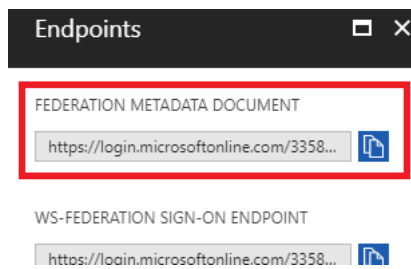 Endpoints
FEDERATION METADATA DOCUMENT
https://login.microsoftonline.com/3358...
WS-FEDERATION SIGN-ON ENDPOINT
https://login.microsoftonline.com/3358...